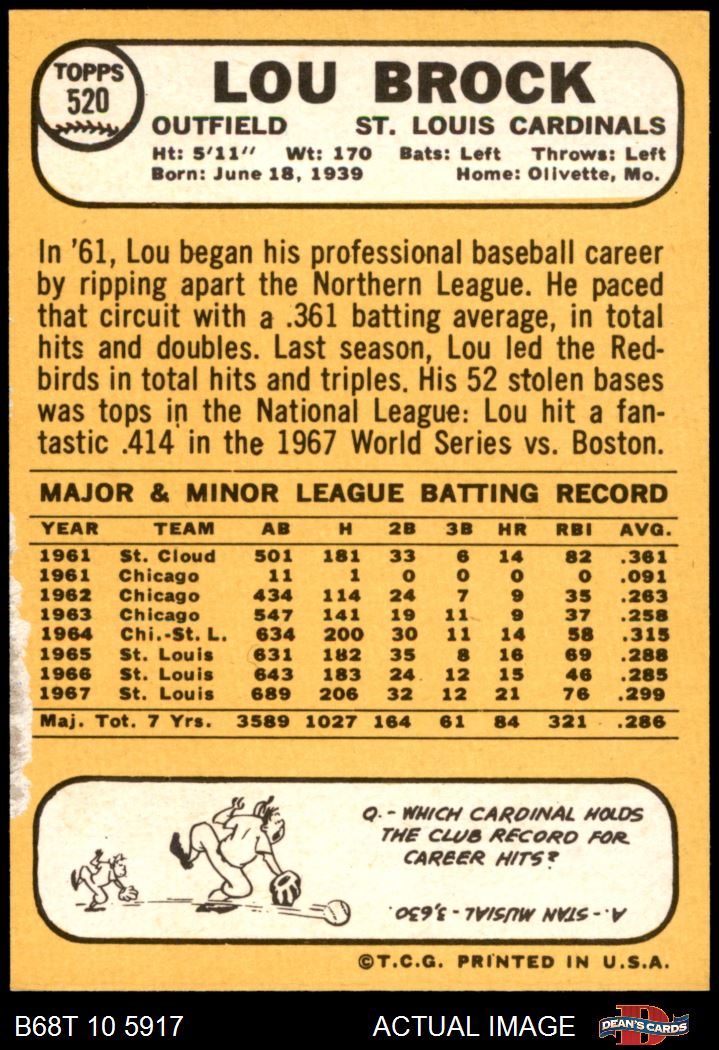 TOPPS
520
LOU BROCK
OUTFIELD ST. LOUIS CARDINALS
Ht: 5'11" Wt: 170 Bats: Left Throws: Left
Born: June 18, 1939 Home: Olivette, Mo.
In '61, Lou began his professional baseball career
by ripping apart the Northern League. He paced
that circuit with a .361 batting average, in total
hits and doubles. Last season, Lou led the Red-
birds in total hits and triples. His 52 stolen bases
was tops in the National League: Lou hit a fan-
tastic .414 in the 1967 World Series vs. Boston.
MAJOR & MINOR LEAGUE BATTING RECORD
YEAR TEAM AB H 2B 3B HR RBI AVG.
1961 St. Cloud 501 181 33 6 14 82 .361
1961 Chicago 11 1 0 0 0 0 .091
1962 Chicago 434 114 24 7 9 35 .263
1963 Chicago 547 141 19 11 9 37 .258
1964 Chi.-St. L. 634 200 30 11 14 58 .315
1965 St. Louis 631 182 35 8 16 69 .288
1966 St. Louis 643 183 24 12 15 46 .285
1967 St. Louis 689 206 32 12 21 76 .299
Maj. Tot. 7 Yrs. 3589 1027 164 61 84 321 .286
Q.- WHICH CARDINAL HOLDS
THE CLUB RECORD FOR
CAREER HITS?
A.- STAN MUSIAL - 3,630.
©T.C.G. PRINTED IN U.S.A.
B68T 10 5917 ACTUAL IMAGE DEAN'S CARDS